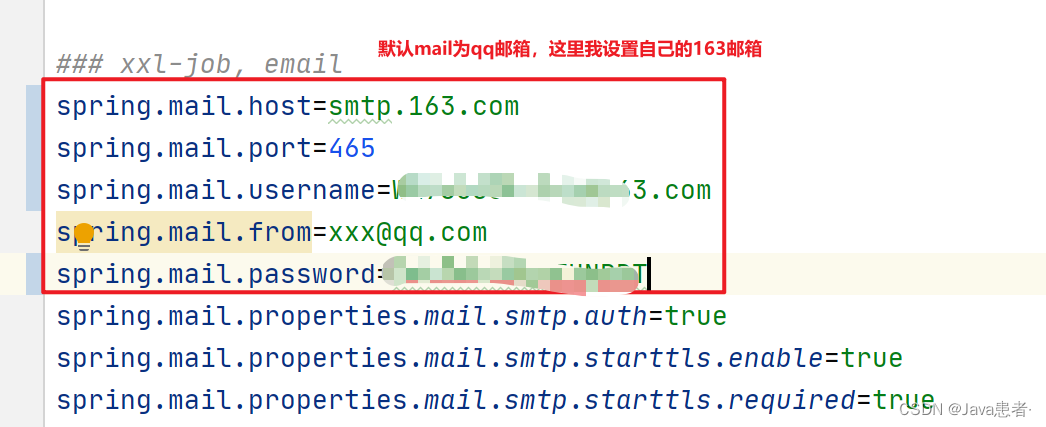 默认mail为qq邮箱，这里我设置自己的163邮箱
### xxl-job, email
spring.mail.host=smtp.163.com
spring.mail.port=465
spring.mail.username= 63.com
spring.mail.from=xxx@qq.com
spring.mail.password=
spring.properties.mail.smtp.auth=true
spring.mail.properties.mail.smtp.starttls.enable=true
spring.mail.properties.mail.smtp.starttls.required=true
CSDN @Java患者·